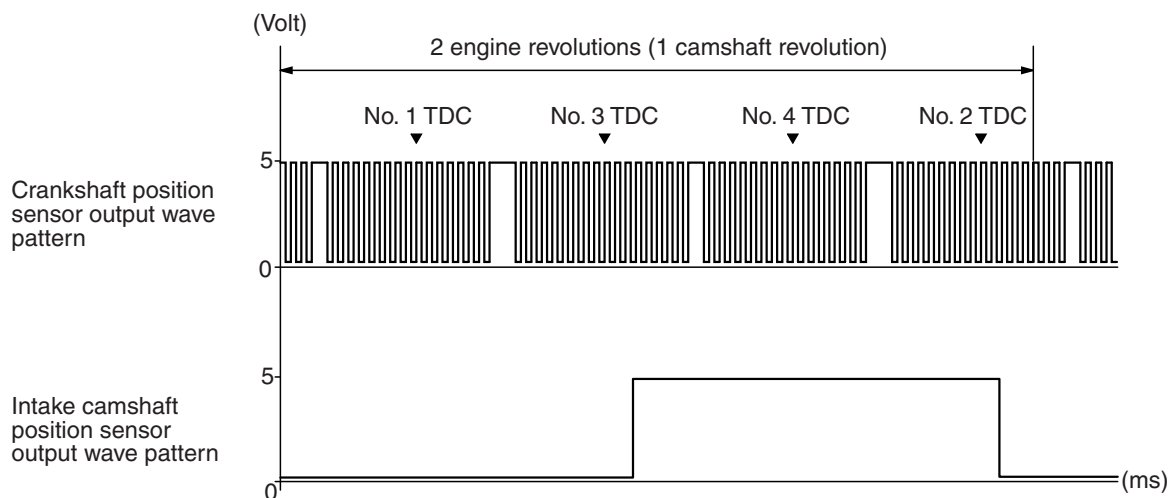 (Volt)
2 engine revolutions (1 camshaft revolution)
No. 1 TDC
No. 3 TDC
No. 4 TDC
No. 2 TDC
5
Crankshaft position
sensor output wave
pattern
0
5
Intake camshaft
position sensor
output wave pattern
0
(ms)